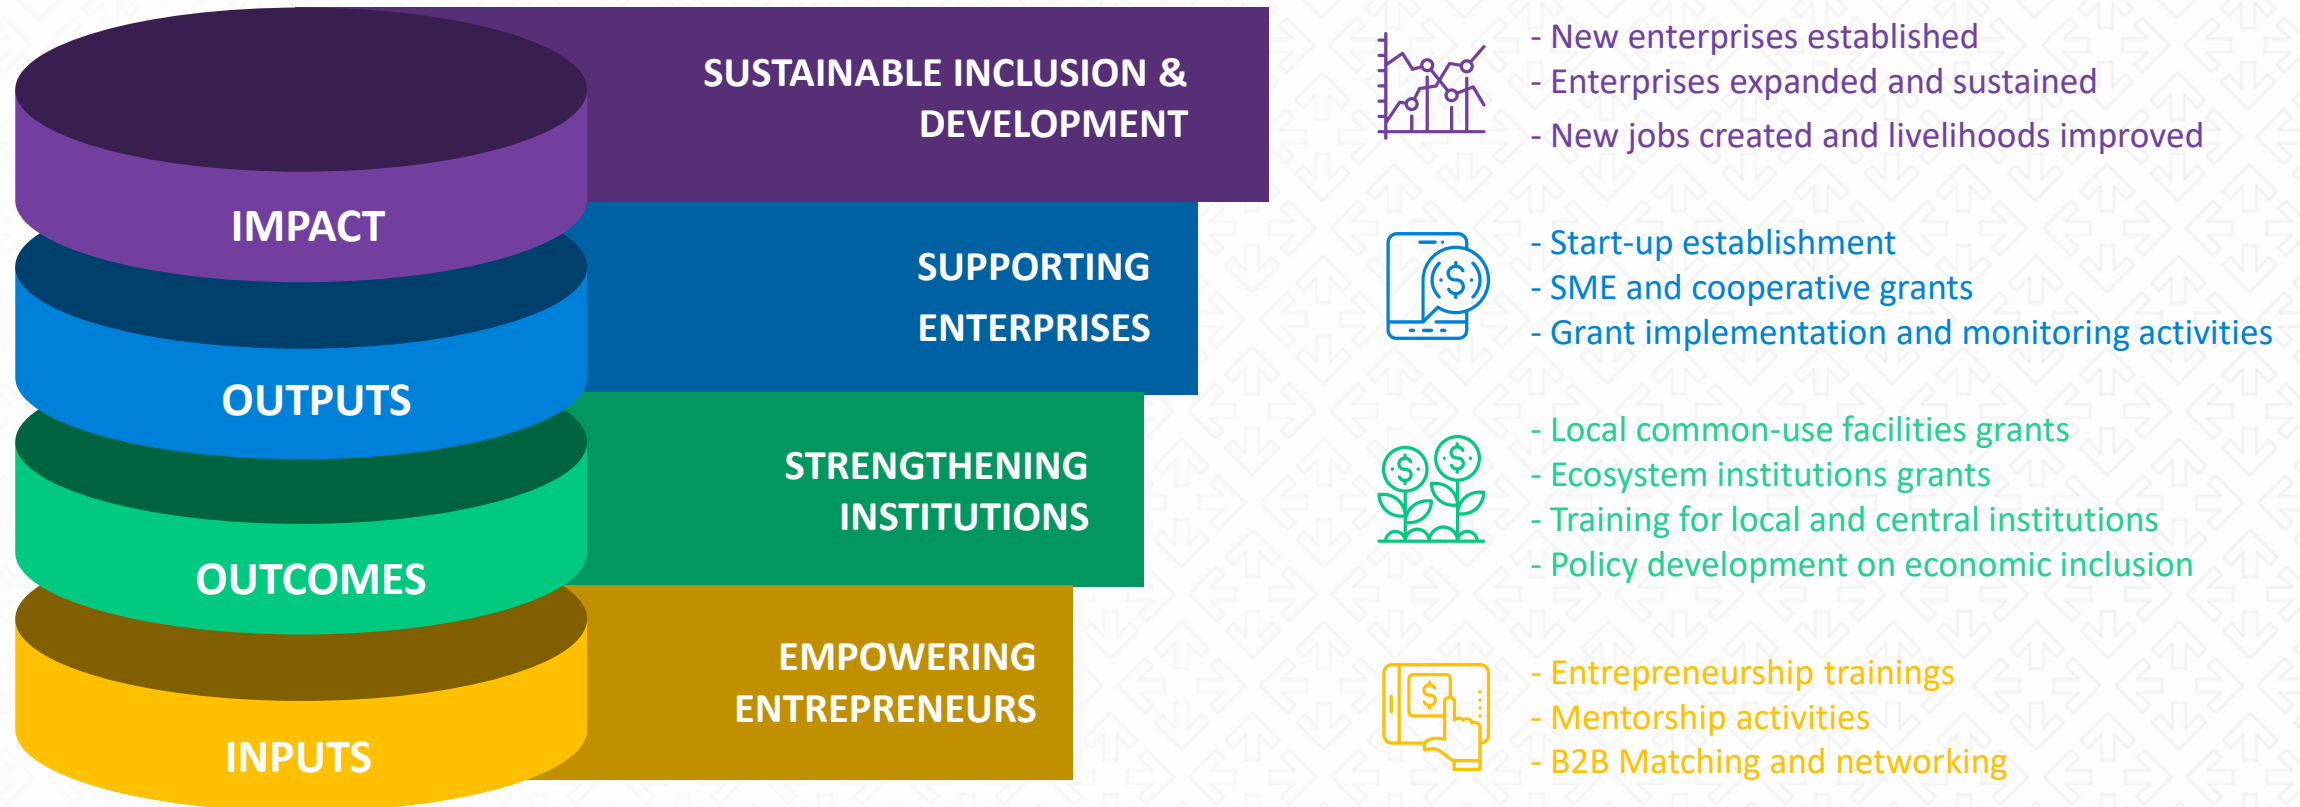 IMPACT
SUSTAINABLE INCLUSION &
DEVELOPMENT
- New enterprises established
- Enterprises expanded and sustained
- New jobs created and livelihoods improved
OUTPUTS
SUPPORTING
ENTERPRISES
- Start-up establishment
- SME and cooperative grants
- Grant implementation and monitoring activities
OUTCOMES
STRENGTHENING
INSTITUTIONS
- Local common-use facilities grants
- Ecosystem institutions grants
- Training for local and central institutions
- Policy development on economic inclusion
INPUTS
EMPOWERING
ENTREPRENEURS
- Entrepreneurship trainings
- Mentorship activities
- B2B Matching and networking